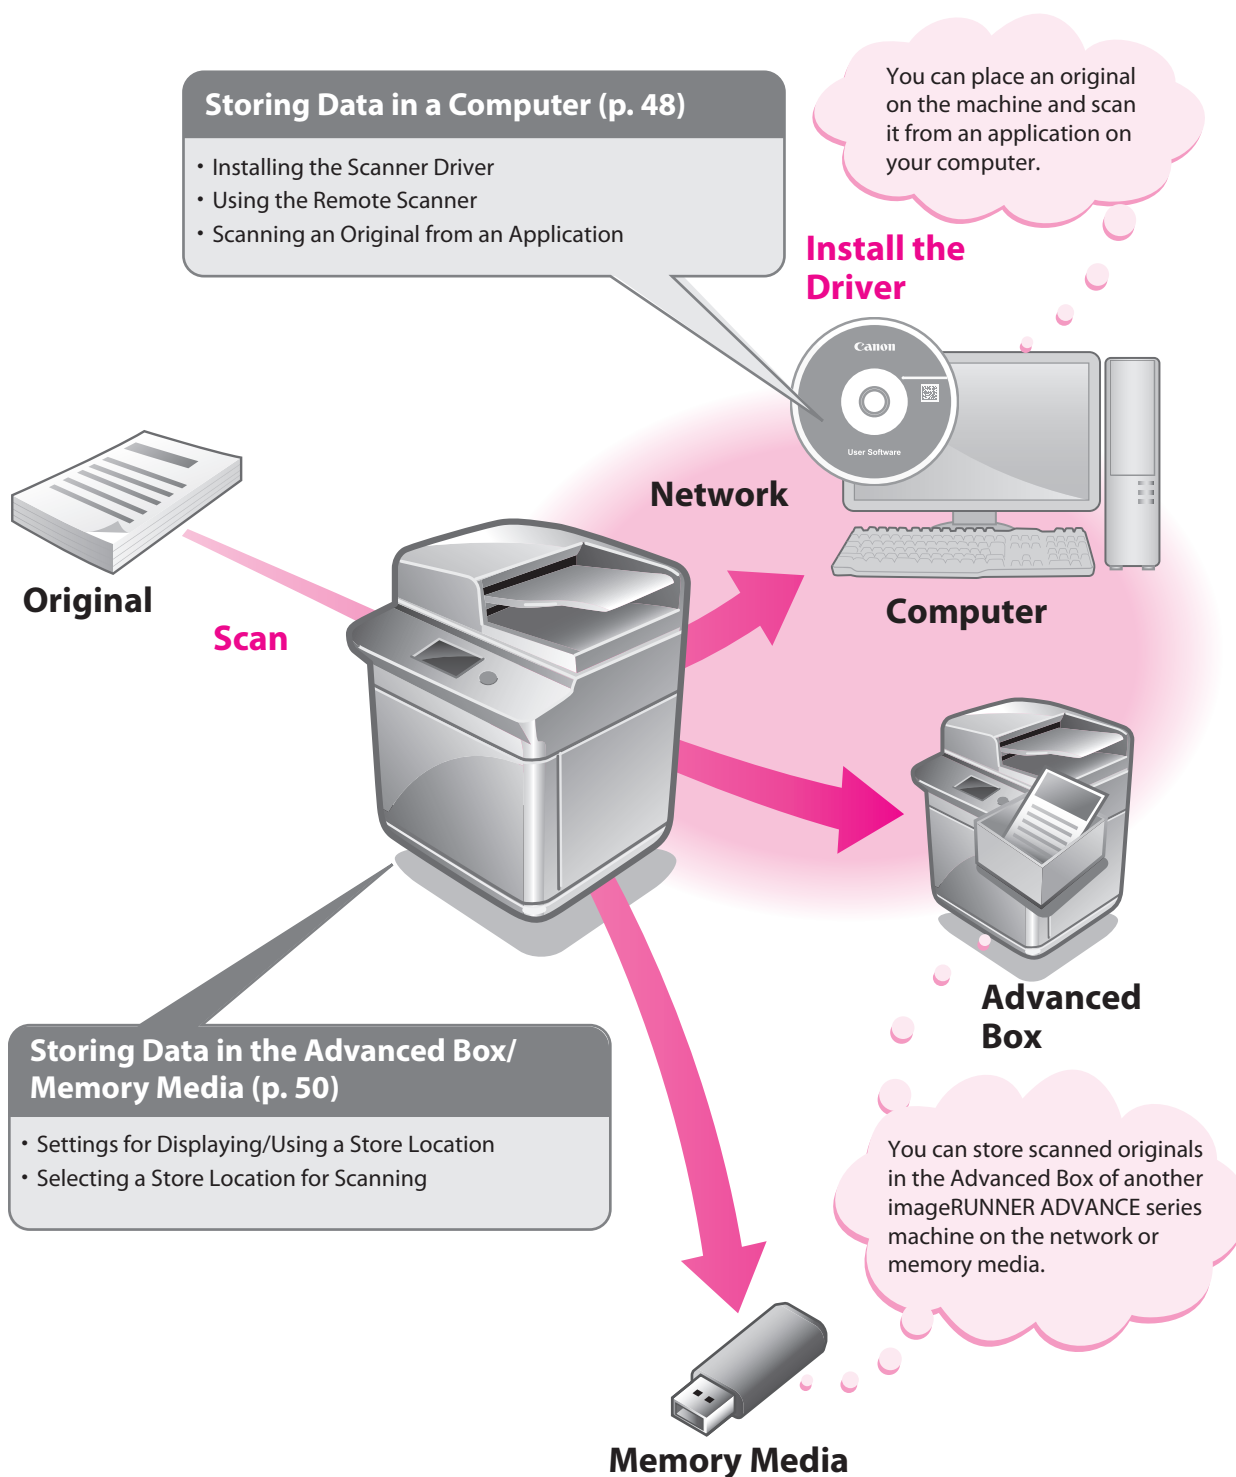 Storing Data in a Computer (p. 48)
• Installing the Scanner Driver
• Using the Remote Scanner
• Scanning an Original from an Application
You can place an original
on the machine and scan
it from an application on
your computer.
Install the
Driver
Canon
User Software
Network
Computer
Original
Scan
Advanced
Box
Storing Data in the Advanced Box/
Memory Media (p. 50)
• Settings for Displaying/Using a Store Location
• Selecting a Store Location for Scanning
You can store scanned originals
in the Advanced Box of another
imageRUNNER ADVANCE series
machine on the network or
memory media.
Memory Media